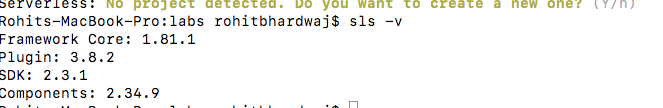 Serverless: No project detected. Do you want to create a new one? (Y/n)
Rohits-MacBook-Pro:labs rohitbhardwaj$ sls -v
Framework Core: 1.81.1
Plugin: 3.8.2
SDK: 2.3.1
Components: 2.34.9